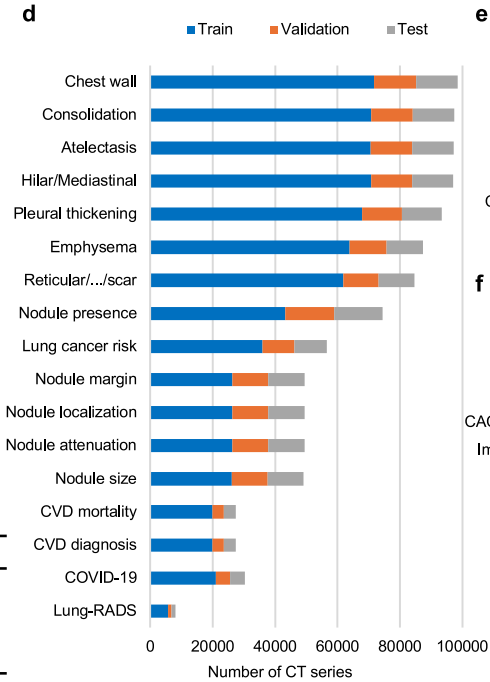 d
e
Train Validation Test
Chest wall
Consolidation
Atelectasis
Hilar/Mediastinal
Pleural thickening
Emphysema
Reticular/.../scar
f
Nodule presence
Lung cancer risk
Nodule margin
Nodule localization
CAC
Nodule attenuation
Im
Nodule size
CVD mortality
CVD diagnosis
COVID-19
Lung-RADS
0 20000 40000 60000 80000 100000
Number of CT series